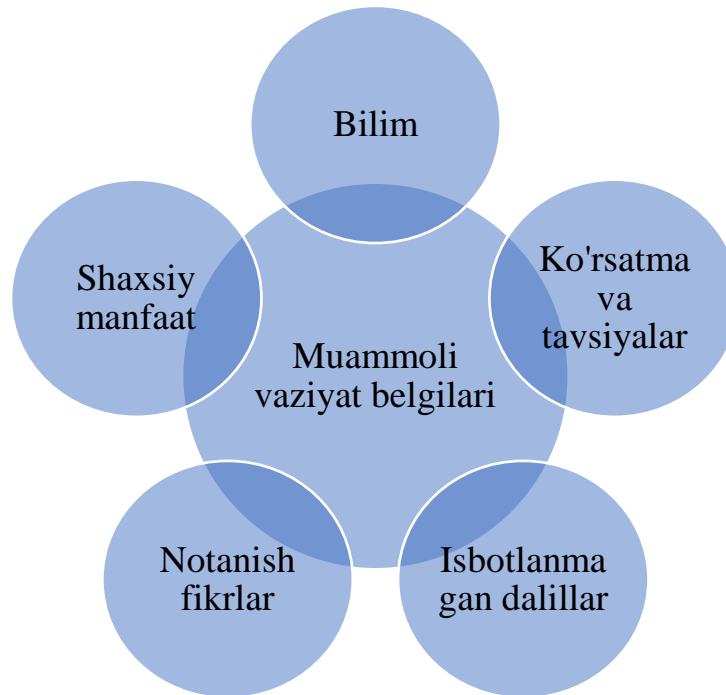 Bilim
Ko'rsatma
va
tavsiyalar
Shaxsiy
manfaat
Muammoli
vaziyat belgilari
Notanish
fikrlar
Isbotlanma
gan dalillar